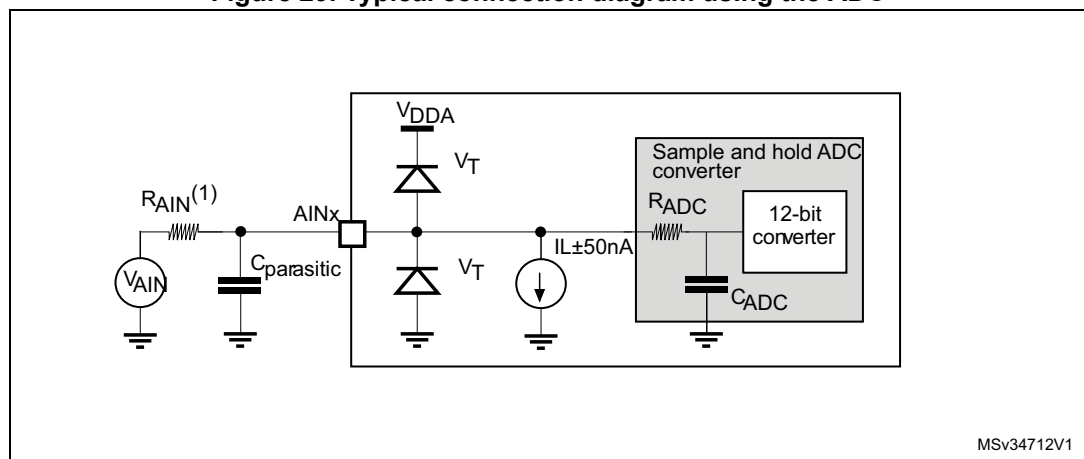 Figure 29. Typical connection diagram using the ADC
VDDA
VT
Sample and hold ADC
converter
RAIN(1)
AINx
RADC
12-bit
converter
IL±50nA
VAIN
Cparasitic
VT
CADC
MSv34712V1